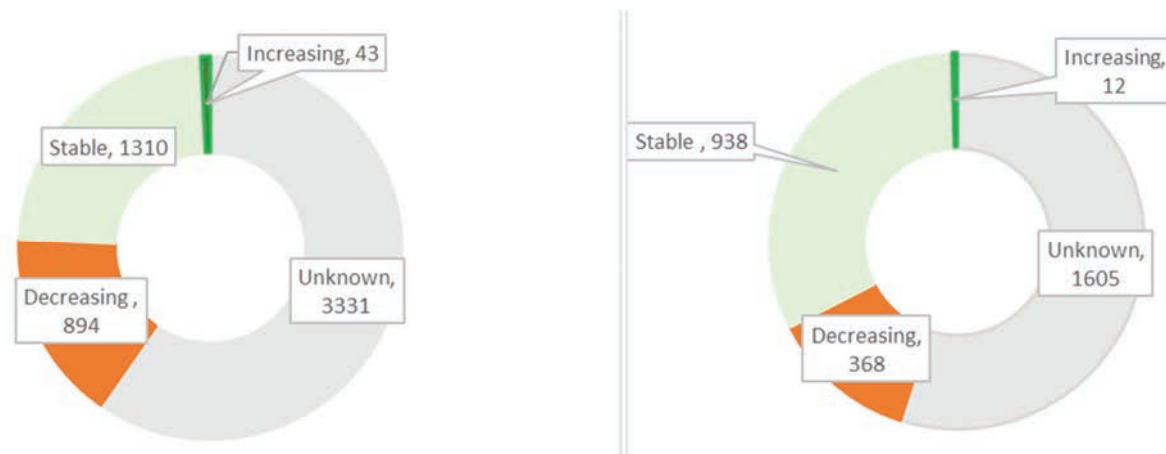 Increasing, 43
Stable, 1310
Unknown,
3331
Decreasing ,
894
Increasing,
12
Stable , 938
Unknown,
1605
Decreasing,
368